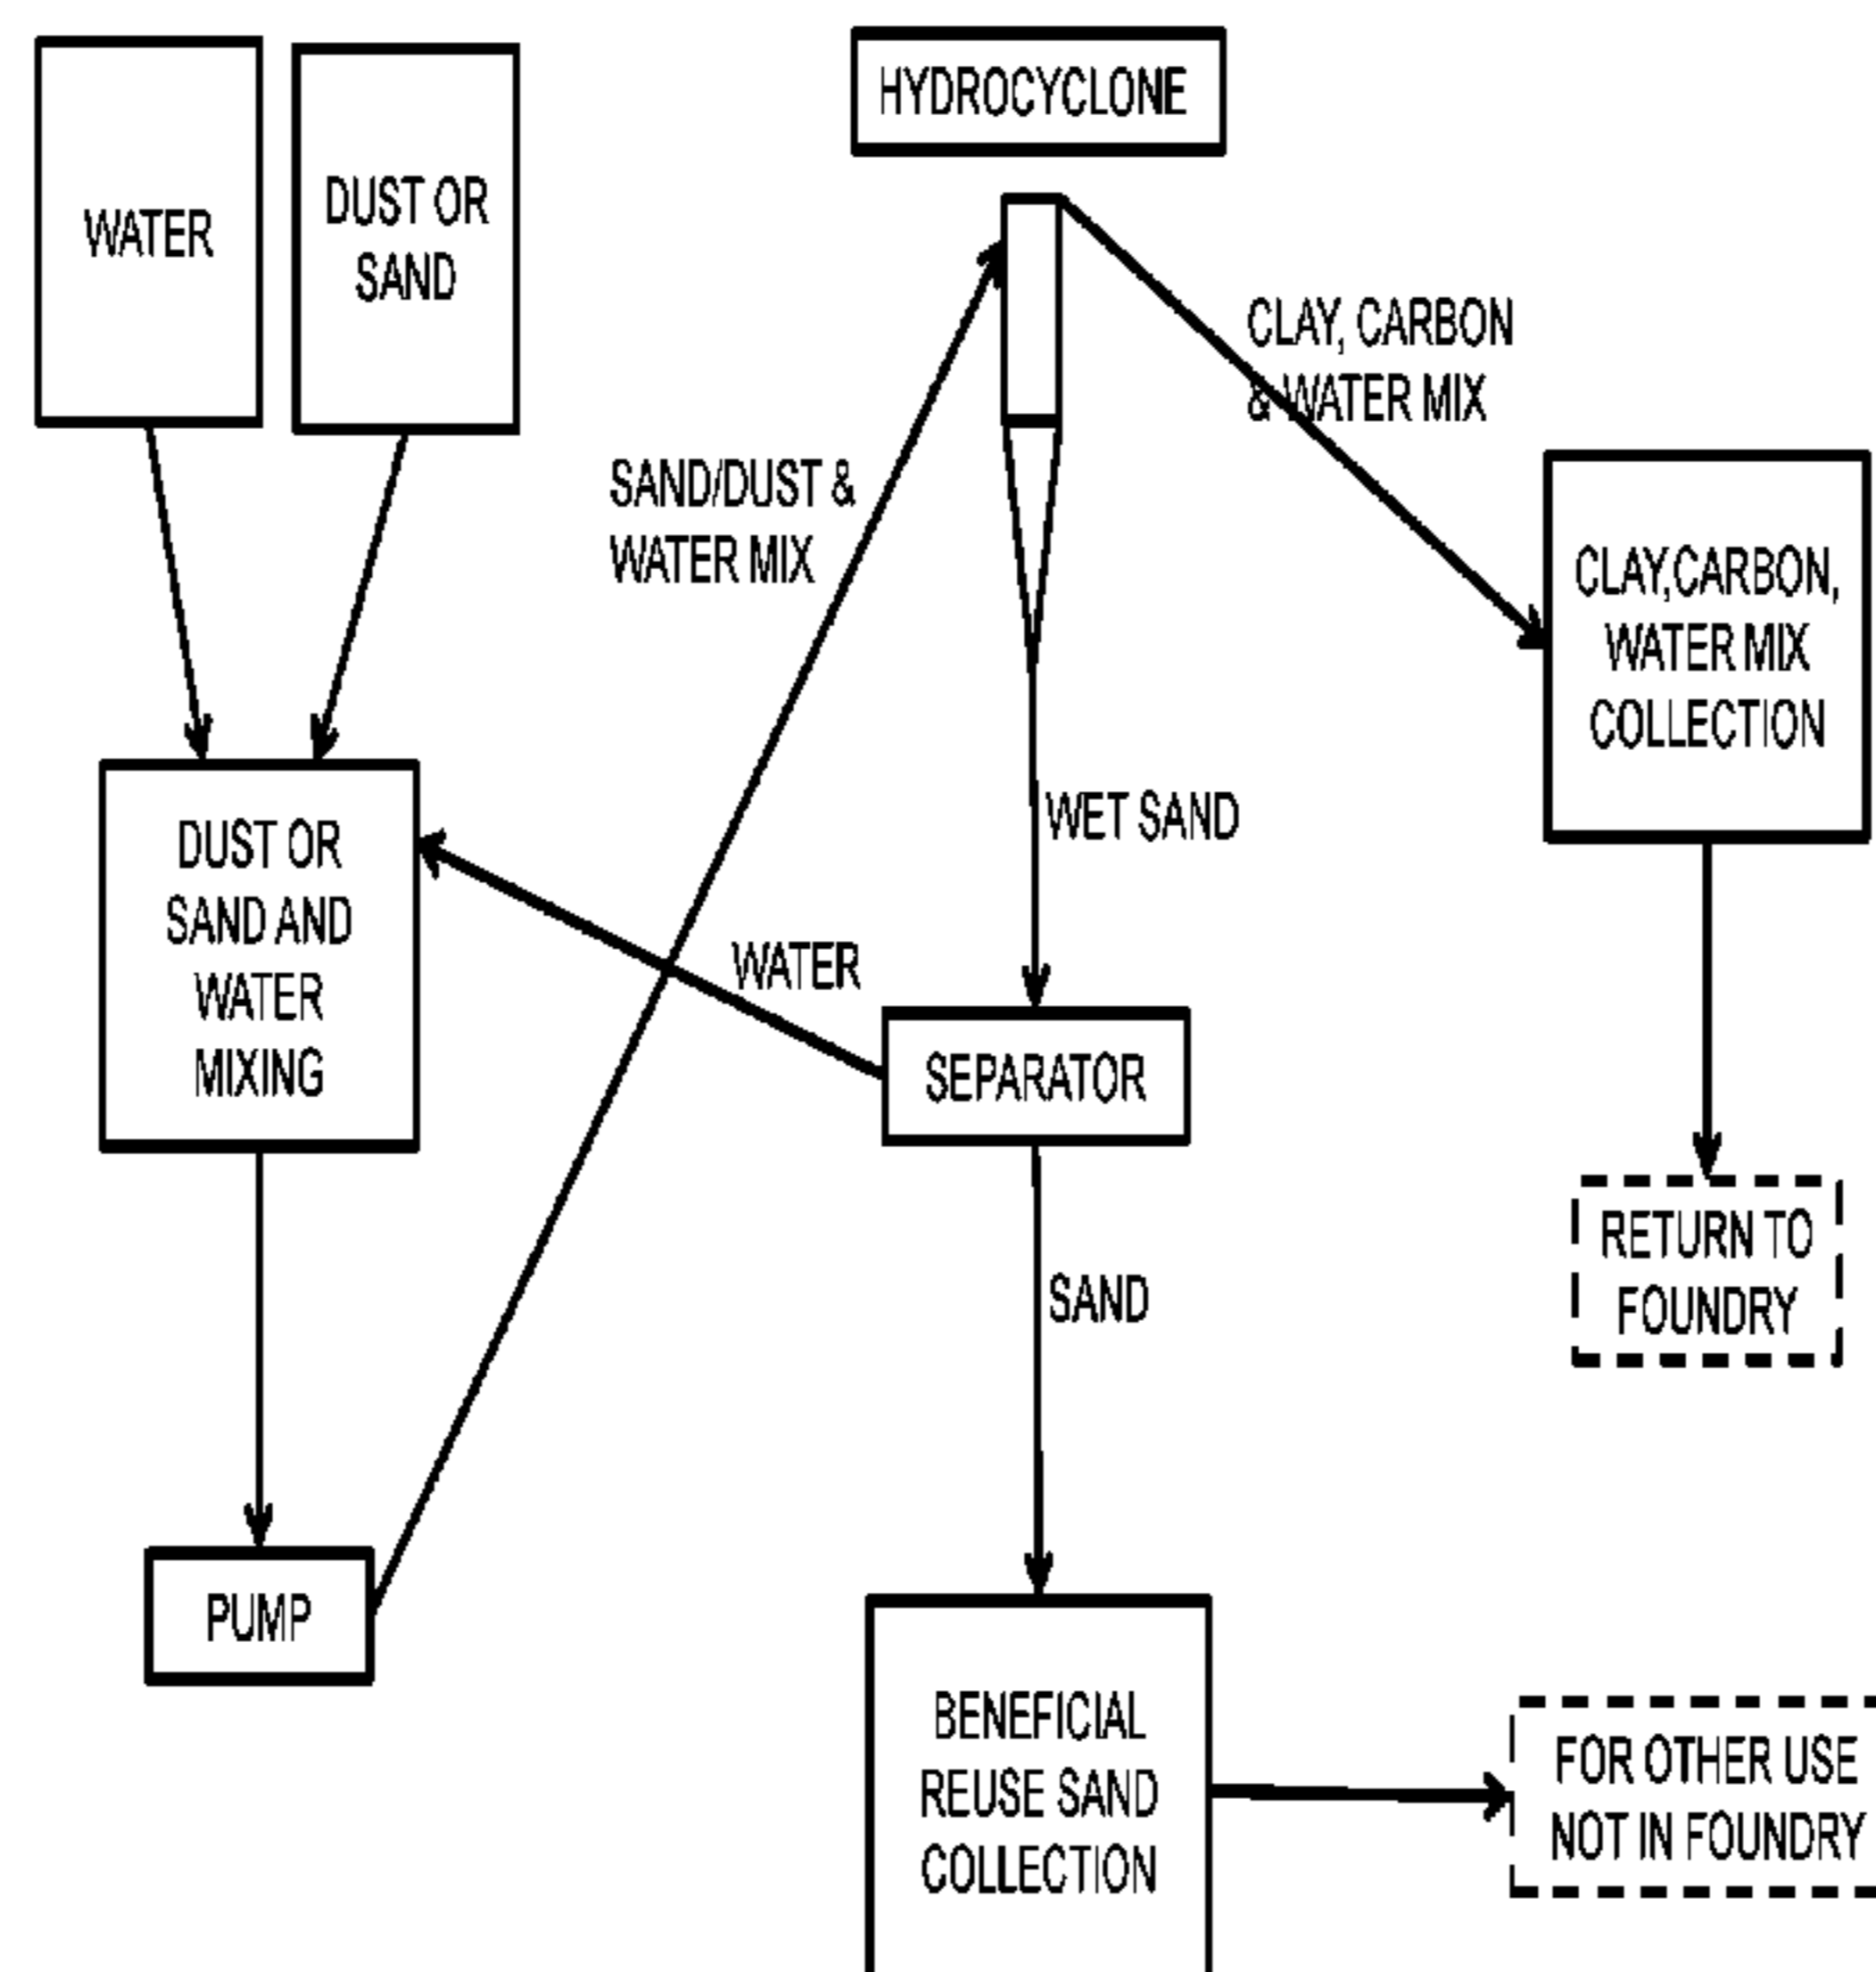 WATER
DUST OR
SAND
HYDROCYCLONE
CLAY, CARBON
& WATER MIX
SAND/DUST &
WATER MIX
CLAY,CARBON,
WATER MIX
COLLECTION
WET SAND
DUST OR
SAND AND
WATER
MIXING
WATER
SEPARATOR
RETURN TO
FOUNDRY
SAND
PUMP
BENEFICIAL
REUSE SAND
COLLECTION
FOR OTHER USE
NOT IN FOUNDRY